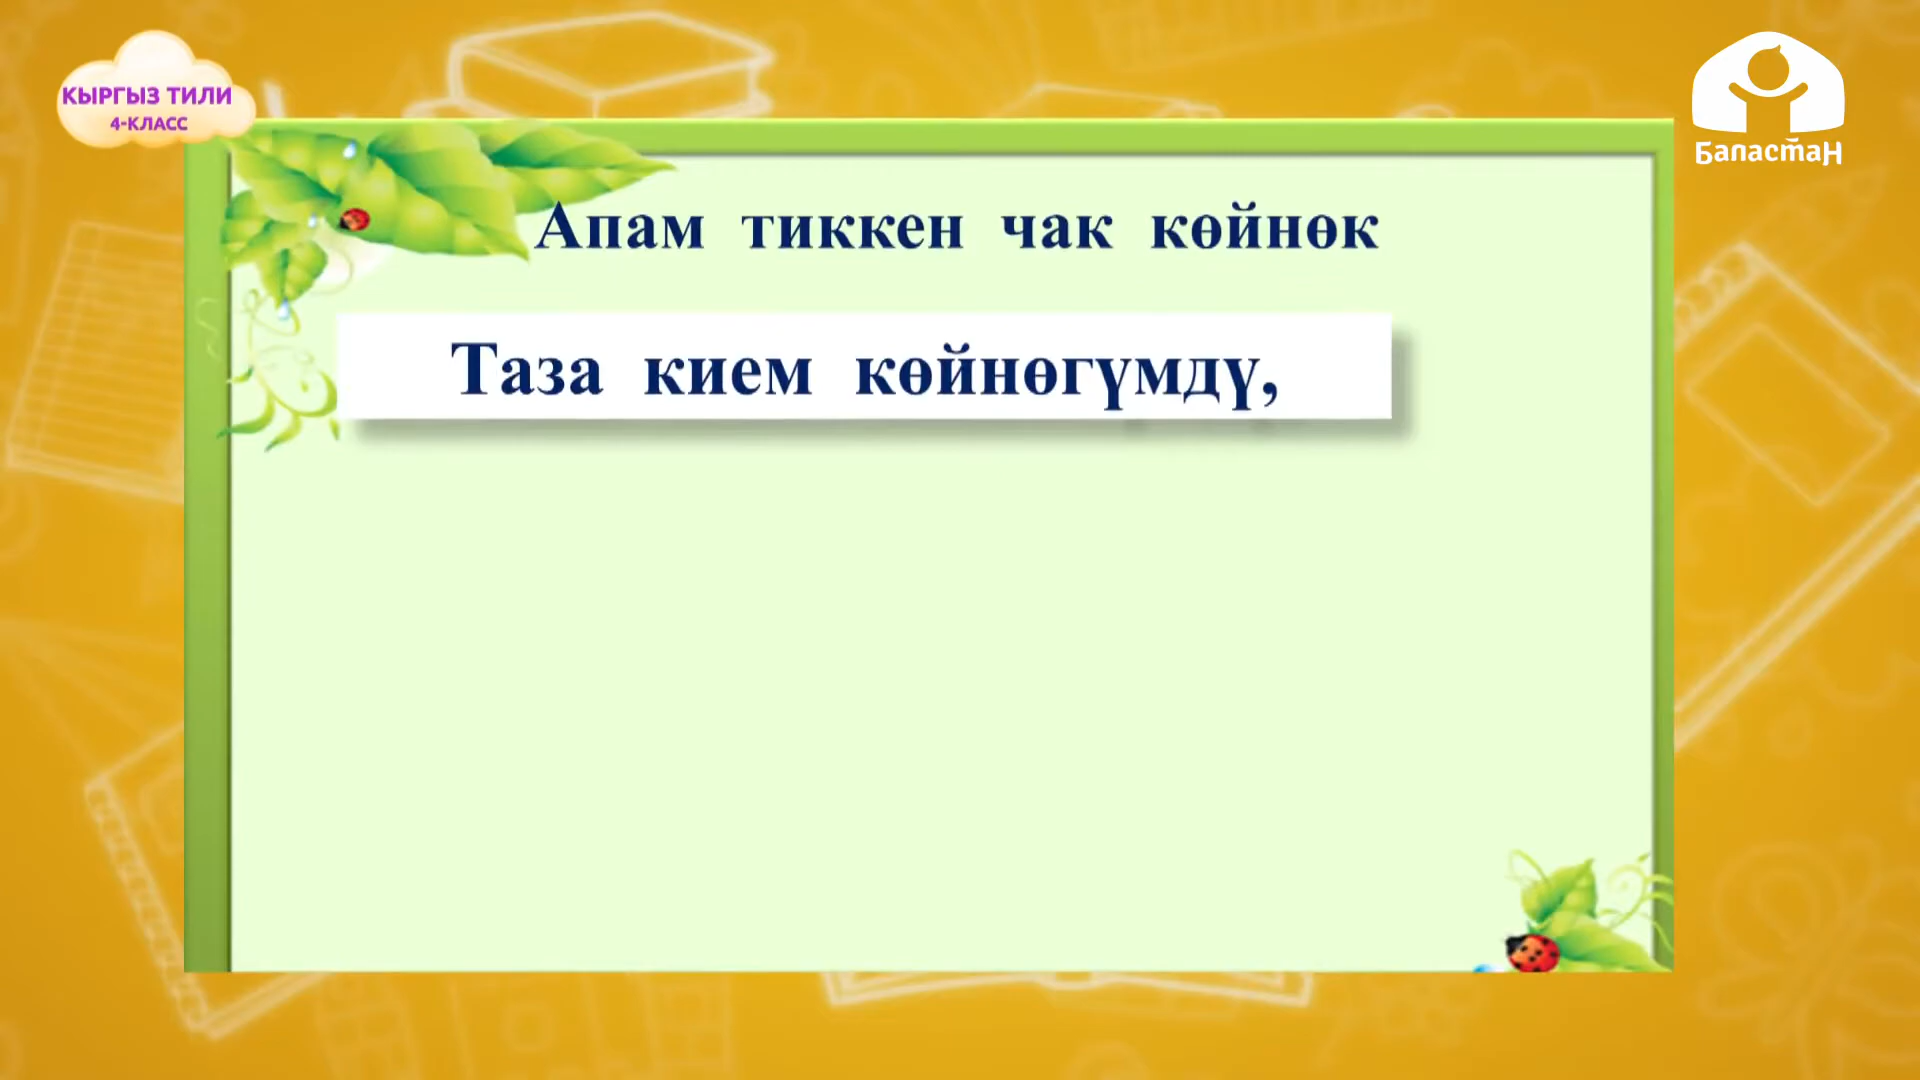 КЫРГЫЗ ТИЛИ
4-КЛАСС
Баластан
Апам тиккен чак көйнөк
Таза кием көйнөгүмдү,